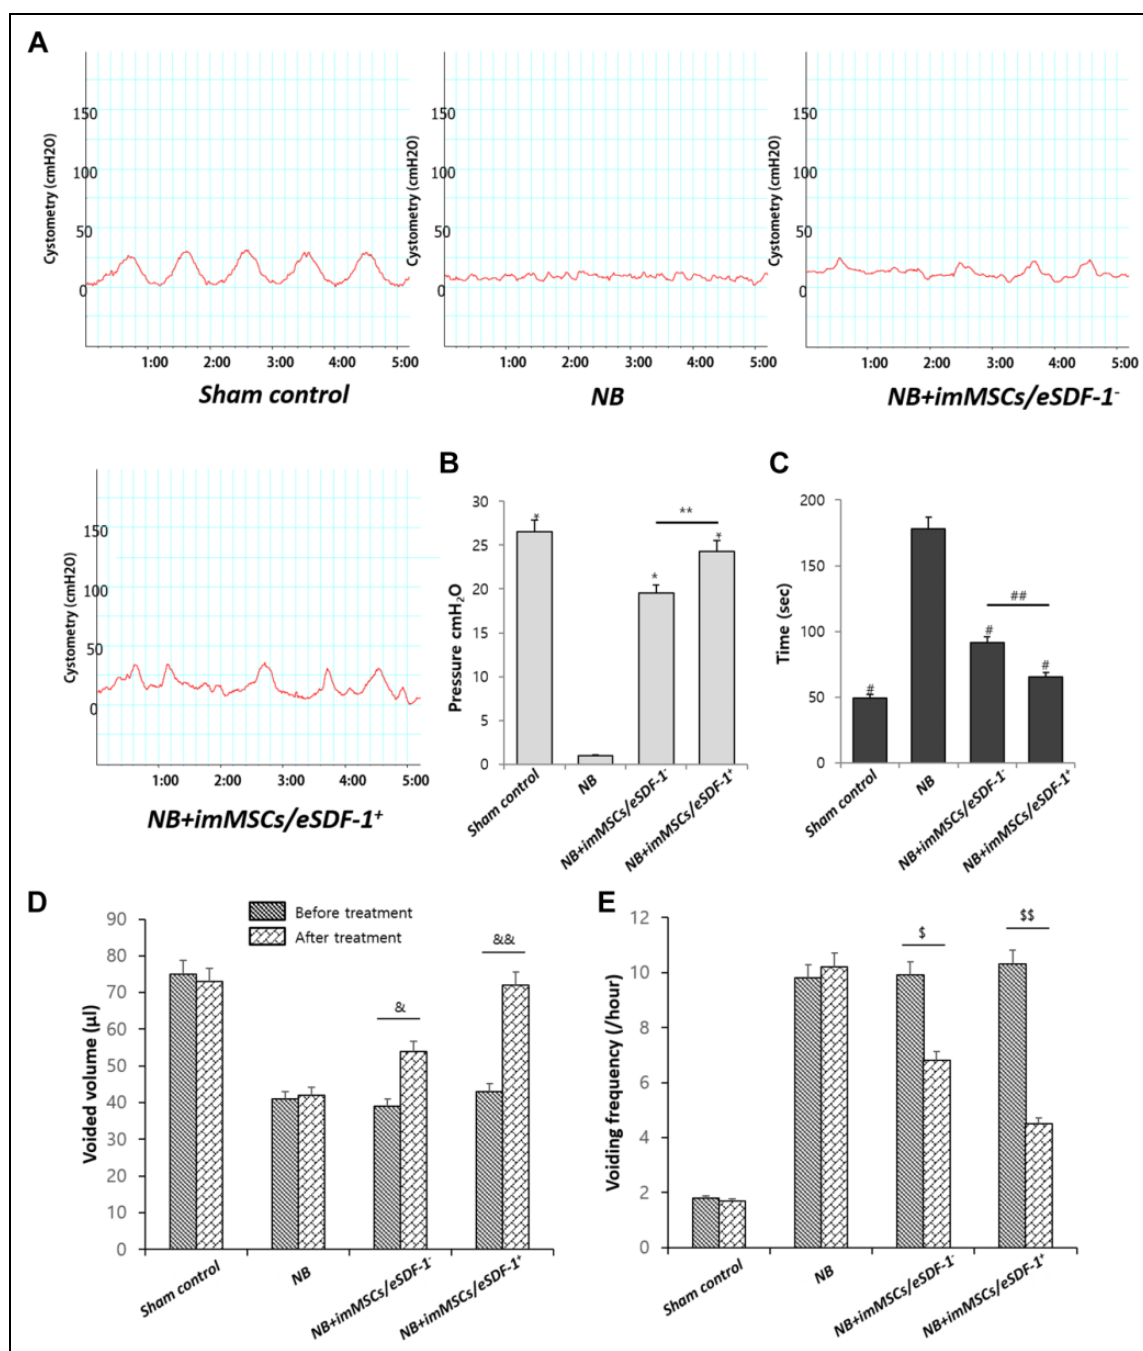 A
Cystometry (cmH2O)
150
100
50
0
1:00 2:00 3:00 4:00 5:00
Sham control
Cystometry (cmH2O)
150
100
50
0
1:00 2:00 3:00 4:00 5:00
NB
Cystometry (cmH2O)
150
100
50
0
1:00 2:00 3:00 4:00 5:00
NB+imMSCs/eSDF-1⁻
Cystometry (cmH2O)
150
100
50
0
1:00 2:00 3:00 4:00 5:00
NB+imMSCs/eSDF-1⁺
B
Pressure cmH₂O
30
25
20
15
10
5
0
*
*
**
*
Sham control
NB
NB+imMSCs/eSDF-1⁻
NB+imMSCs/eSDF-1⁺
C
Time (sec)
200
150
100
50
0
#
#
##
#
Sham control
NB
NB+imMSCs/eSDF-1⁻
NB+imMSCs/eSDF-1⁺
D
Before treatment
After treatment
Voided volume (µl)
90
80
70
60
50
40
30
20
10
0
&
&&
Sham control
NB
NB+imMSCs/eSDF-1⁻
NB+imMSCs/eSDF-1⁺
E
Voiding frequency (/hour)
12
10
8
6
4
2
0
$
$$
Sham control
NB
NB+imMSCs/eSDF-1⁻
NB+imMSCs/eSDF-1⁺